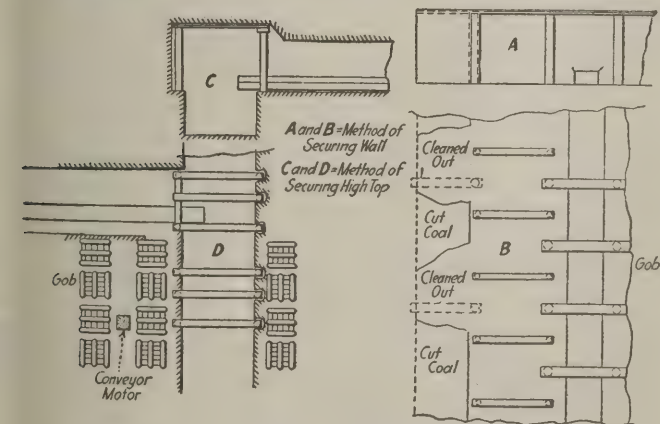 C
A
A and B=Method of
Securing Wall
C and D=Method of
Securing High Top
Cleaned
Out
Cut
Coal
B
Cleaned
Out
Cut
Coal
Gob
D
Gob
Conveyor
Motor